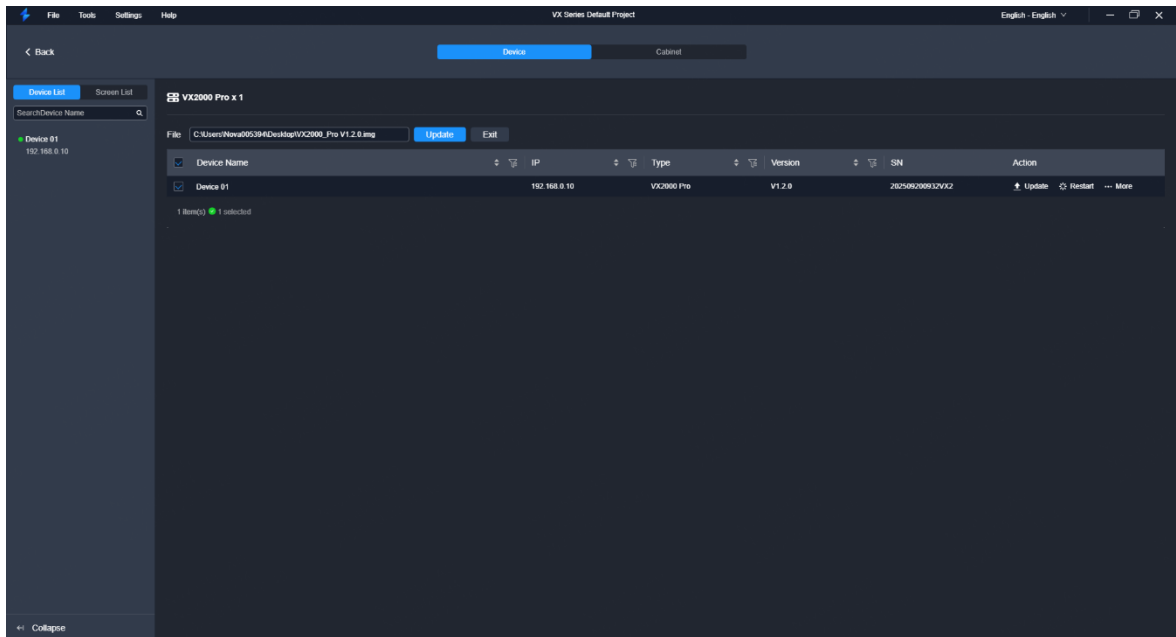 File Tools Settings Help VX Series Default Project English - English
Back Device Cabinet
Device List Screen List
VX2000 Pro x 1
SearchDevice Name
File C:\Users\Nova005394\Desktop\VX2000_Pro V1.2.0.img Update Exit
Device 01
192.168.0.10
Device Name IP Type Version SN Action
Device 01 192.168.0.10 VX2000 Pro V1.2.0 202509200932VX2 Update Restart ··· More
1 item(s) 1 selected
Collapse